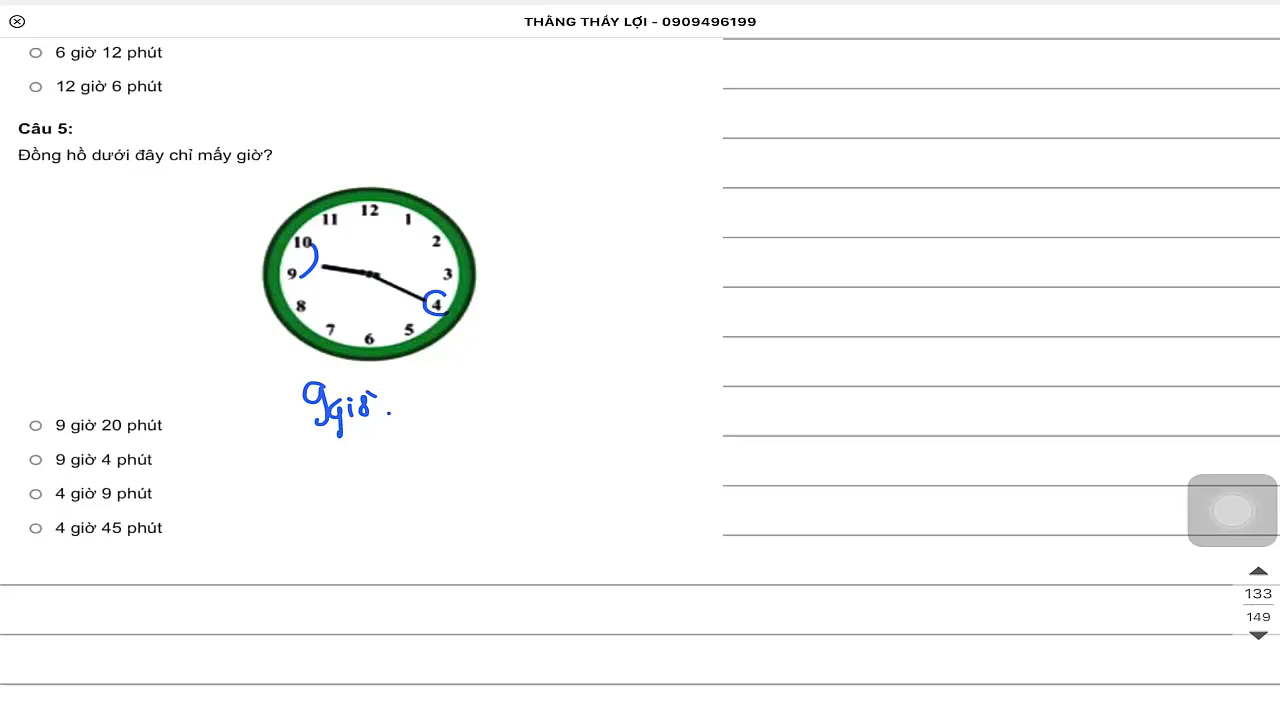 THẦNG THẦY LỢI - 0909496199
6 giờ 12 phút
12 giờ 6 phút
Câu 5:
Đồng hồ dưới đây chỉ mấy giờ?
12
11
1
10
2
9
3
8
4
7
5
6
9 giờ.
9 giờ 20 phút
9 giờ 4 phút
4 giờ 9 phút
4 giờ 45 phút
133
149